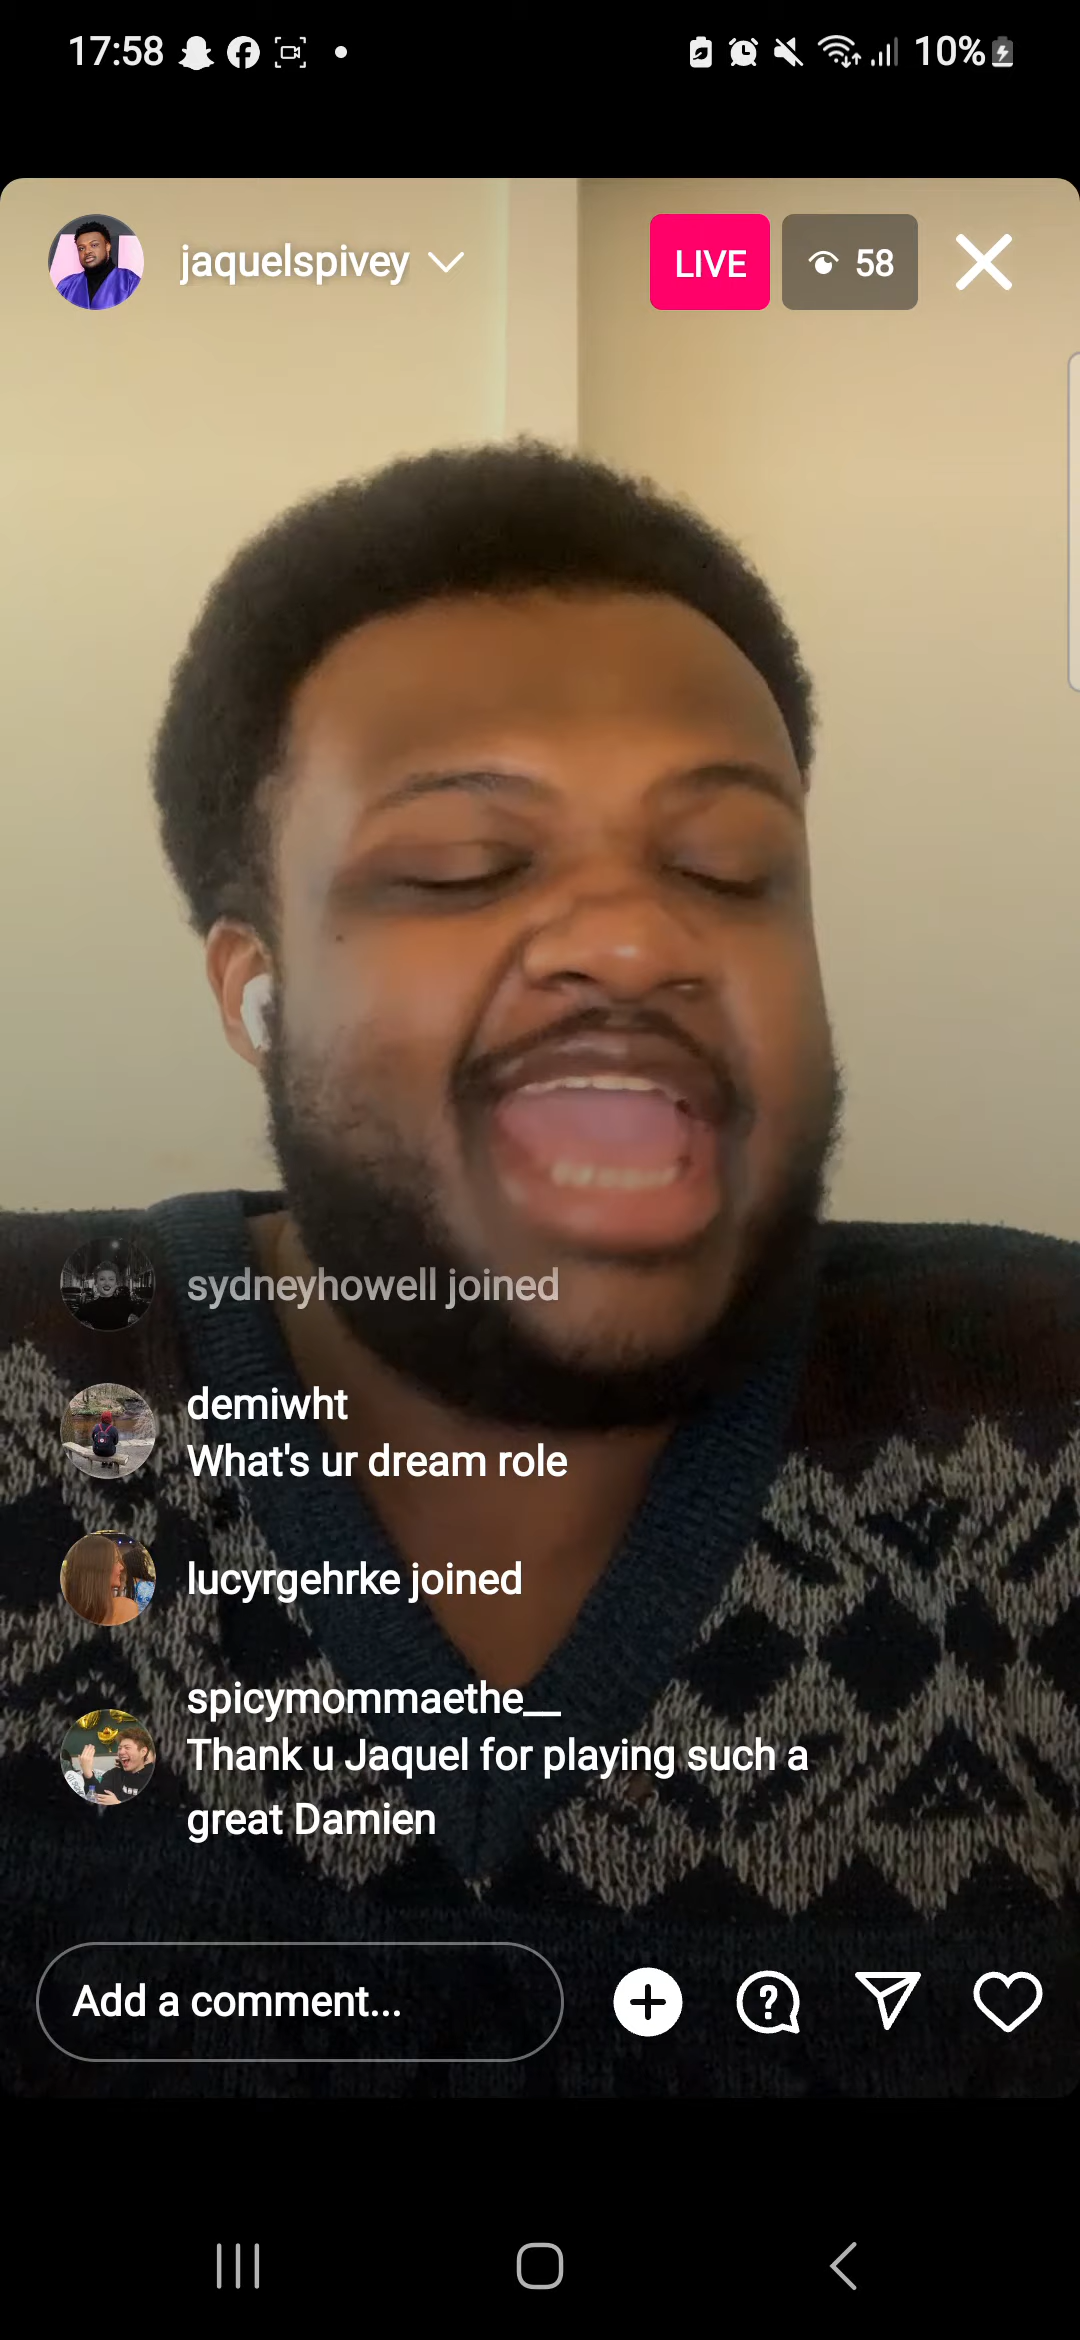 17:58
10%
jaquelspivey
LIVE
58
sydneyhowell joined
demiwht
What's ur dream role
lucyrgehrke joined
spicymommaethe__
Thank u Jaquel for playing such a
great Damien
Add a comment...